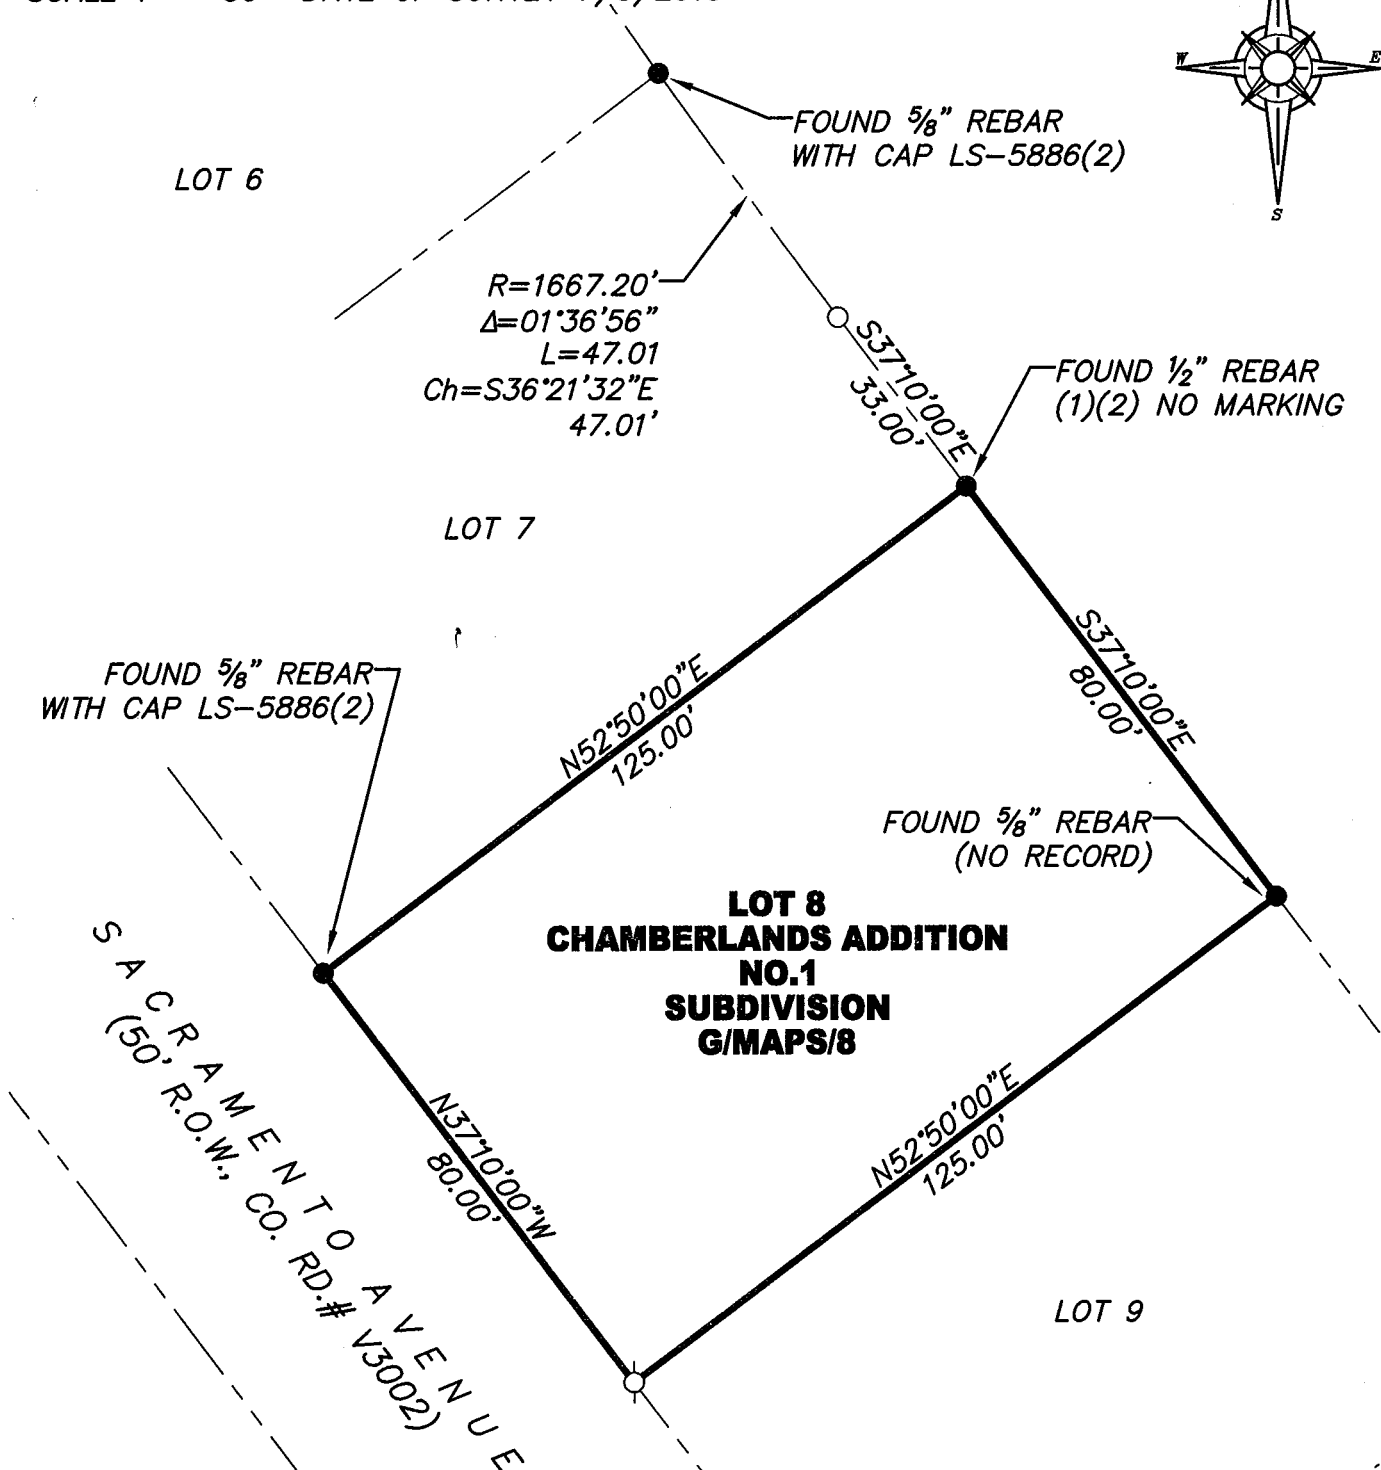 W
E
S
FOUND 5/8" REBAR
WITH CAP LS-5886(2)
LOT 6
R=1667.20'
Δ=01°36'56"
L=47.01
Ch=S36°21'32"E
47.01'
S37°10'00"E
33.00'
FOUND 1/2" REBAR
(1)(2) NO MARKING
LOT 7
FOUND 5/8" REBAR
WITH CAP LS-5886(2)
N52°50'00"E
125.00'
S37°10'00"E
80.00'
FOUND 5/8" REBAR
(NO RECORD)
LOT 8
CHAMBERLANDS ADDITION
NO.1
SUBDIVISION
G/MAPS/8
SACRAMENTO AVENUE
(50' R.O.W., CO. RD.# V3002)
N37°10'00"W
80.00'
N52°50'00"E
125.00'
LOT 9